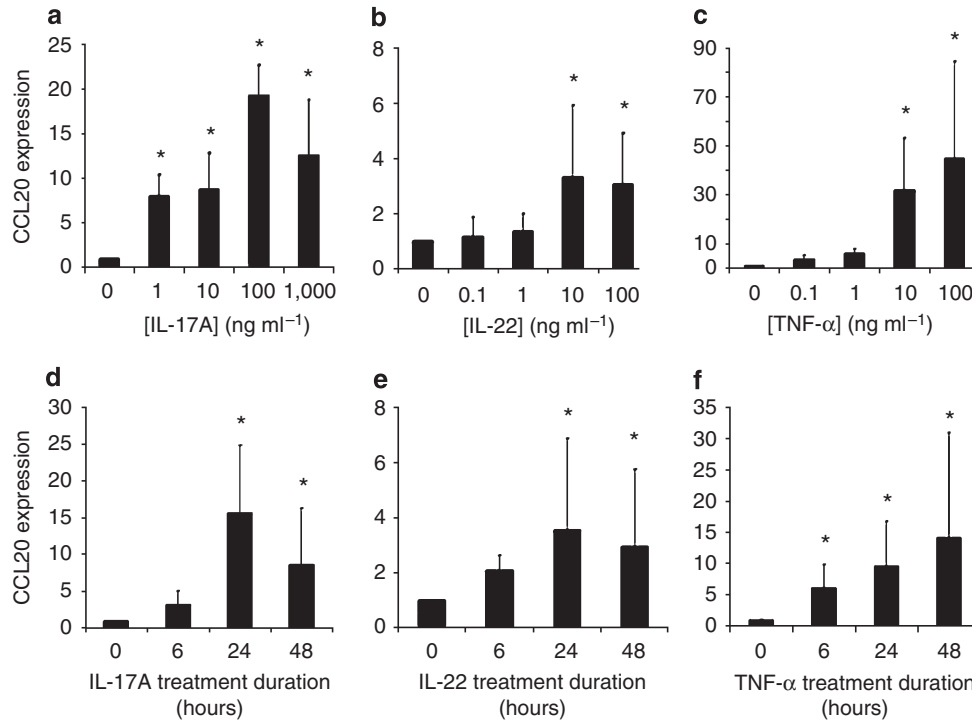 a
CCL20 expression
25
20
15
10
5
0
*
*
*
*
0 1 10 100 1,000
[IL-17A] (ng ml⁻¹)
b
8
6
4
2
0
*
*
0 0.1 1 10 100
[IL-22] (ng ml⁻¹)
c
90
70
50
30
10
0
*
*
0 0.1 1 10 100
[TNF-α] (ng ml⁻¹)
d
CCL20 expression
30
25
20
15
10
5
0
*
*
0 6 24 48
IL-17A treatment duration
(hours)
e
8
6
4
2
0
*
*
0 6 24 48
IL-22 treatment duration
(hours)
f
35
30
25
20
15
10
5
0
*
*
*
0 6 24 48
TNF-α treatment duration
(hours)